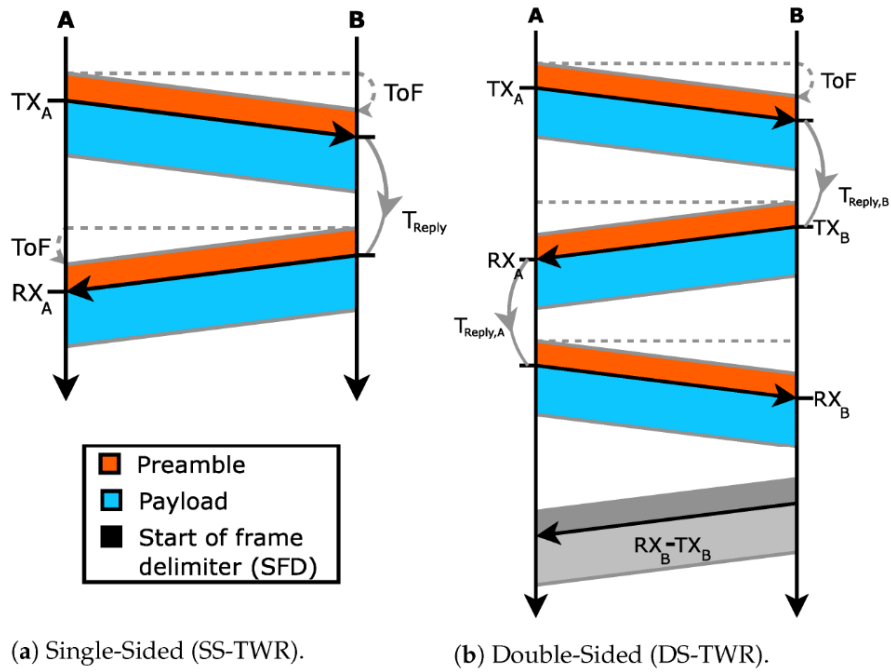 A
B
TX_A
ToF
T_Reply
ToF
RX_A
Preamble
Payload
Start of frame
delimiter (SFD)
(a) Single-Sided (SS-TWR).
A
B
TX_A
ToF
T_Reply,B
TX_B
RX_A
T_Reply,A
RX_B
RX_B-TX_B
(b) Double-Sided (DS-TWR).